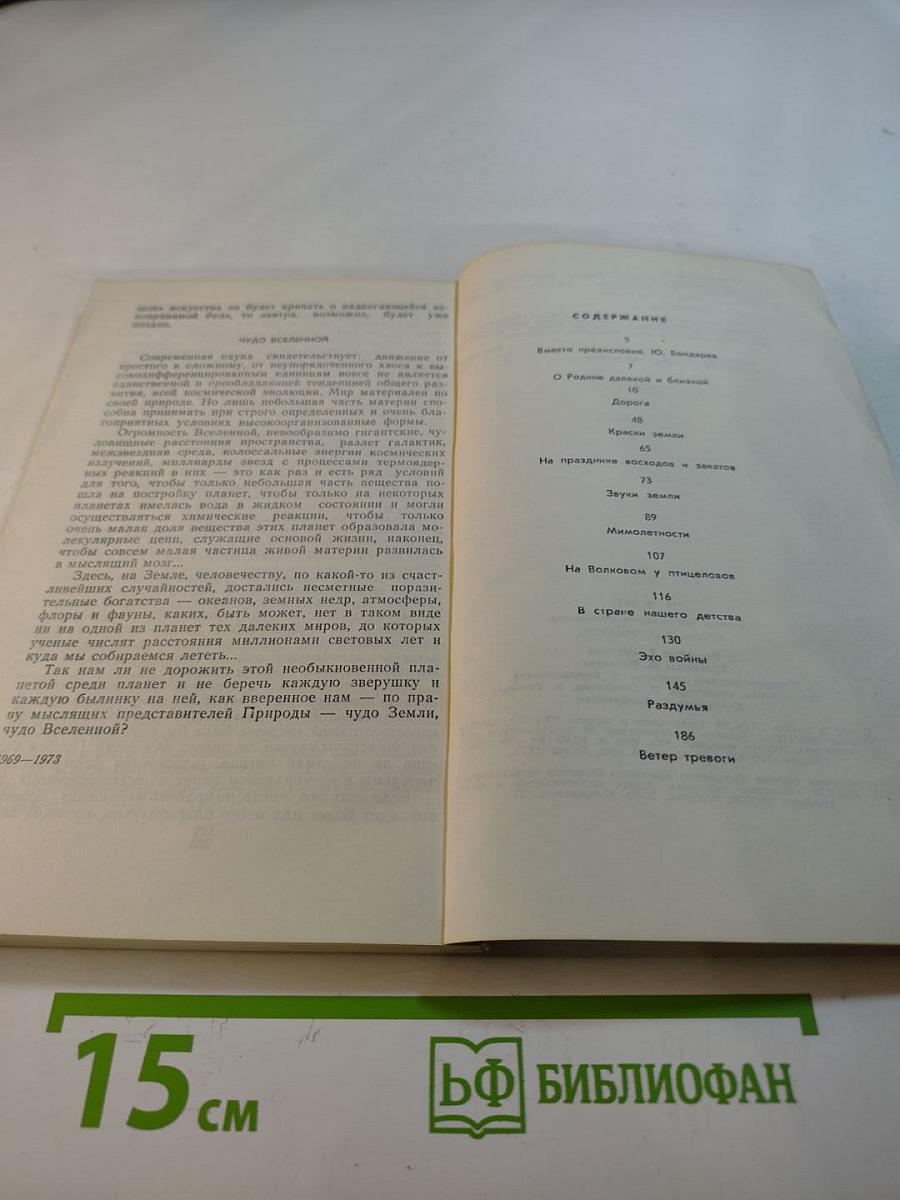 мок» искусства не будет кричать о надвигающейся не-
поправимой беде, то завтра, возможно, будет уже
поздно.
ЧУДО ВСЕЛЕННОЙ
Современная наука свидетельствует: движение от
простого к сложному, от неупорядоченного хаоса к вы-
сокодифференцированным единицам вовсе не является
единственной и преобладающей тенденцией общего раз-
вития, всей космической эволюции. Мир материален по
своей природе. Но лишь небольшая часть материи спо-
собна принимать при строго определенных и очень бла-
гоприятных условиях высокоорганизованные формы.
Огромность Вселенной, невообразимо гигантские, чу-
довищные расстояния пространства, разлет галактик,
межзвездная среда, колоссальные энергии космических
излучений, миллиарды звезд с процессами термоядер-
ных реакций в них — это как раз и есть ряд условий
для того, чтобы только небольшая часть вещества по-
шла на постройку планет, чтобы только на некоторых
планетах имелась вода в жидком состоянии и могли
осуществляться химические реакции, чтобы только
очень малая доля вещества этих планет образовала мо-
лекулярные цепи, служащие основой жизни, наконец,
чтобы совсем малая частица живой материи развилась
в мыслящий мозг...
Здесь, на Земле, человечеству, по какой-то из счаст-
ливейших случайностей, достались несметные порази-
тельные богатства — океанов, земных недр, атмосферы,
флоры и фауны, каких, быть может, нет в таком виде
ни на одной из планет тех далеких миров, до которых
ученые числят расстояния миллионами световых лет и
куда мы собираемся лететь...
Так нам ли не дорожить этой необыкновенной пла-
нетой среди планет и не беречь каждую зверушку и
каждую былинку на ней, как вверенное нам — по пра-
ву мыслящих представителей Природы — чудо Земли,
чудо Вселенной?
1969—1973
СОДЕРЖАНИЕ
5
Вместо предисловия. Ю. Бондарев
7
О Родине далекой и близкой
10
Дорога
48
Краски земли
65
На празднике восходов и закатов
73
Звуки земли
89
Мимолетности
107
На Волковом у птицеловов
116
В стране нашего детства
130
Эхо войны
145
Раздумья
186
Ветер тревоги
15 см
БФ БИБЛИОФАН